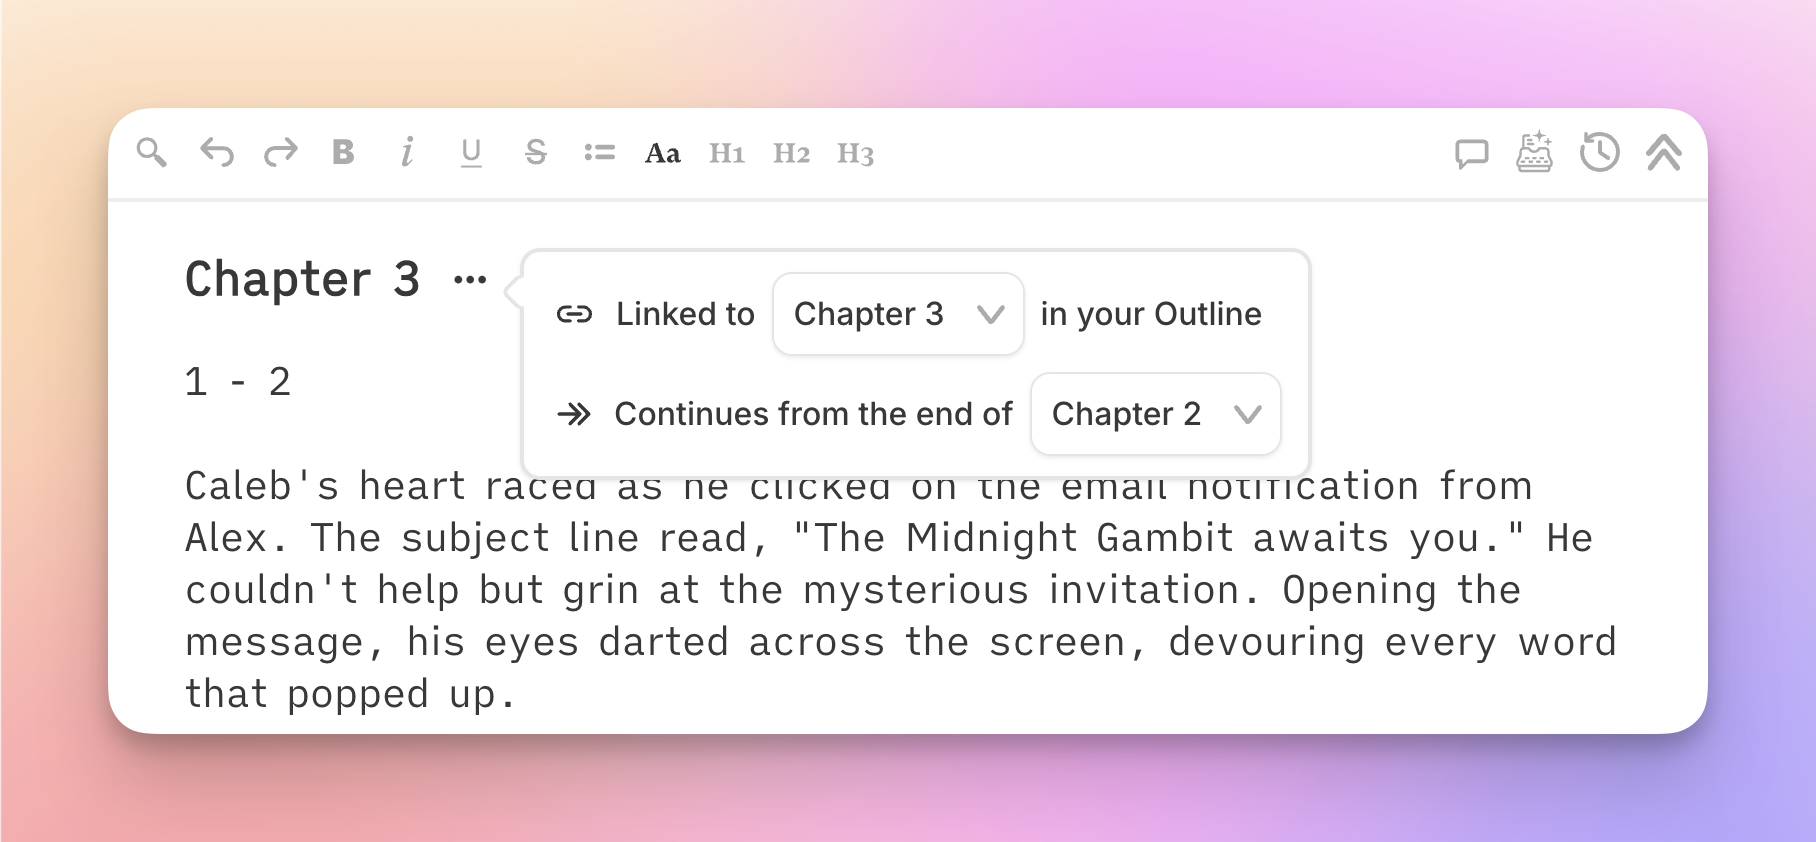 B i U S Aa H1 H2 H3
Chapter 3 •••
Linked to Chapter 3 in your Outline
1 - 2
Continues from the end of Chapter 2
Caleb's heart raced as he clicked on the email notification from
Alex. The subject line read, "The Midnight Gambit awaits you." He
couldn't help but grin at the mysterious invitation. Opening the
message, his eyes darted across the screen, devouring every word
that popped up.